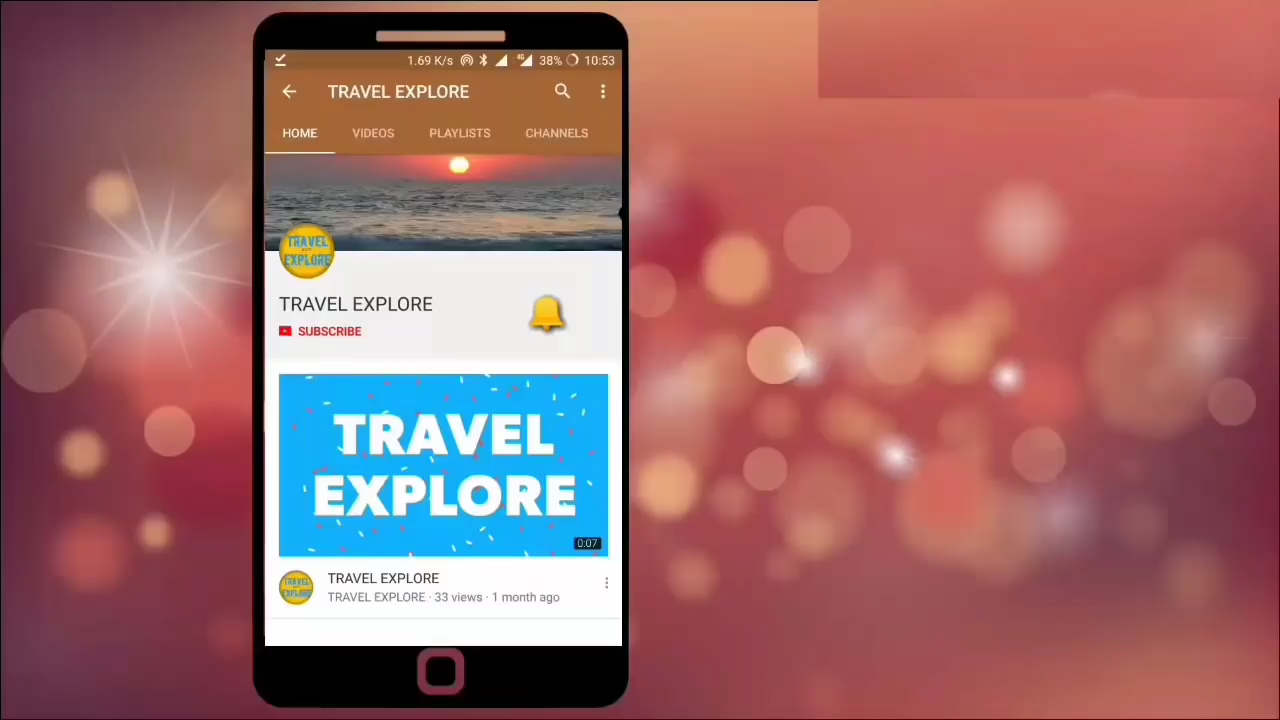 1.69 K/s 4G 38% 10:53
TRAVEL EXPLORE
HOME VIDEOS PLAYLISTS CHANNELS
TRAVEL
EXPLORE
TRAVEL EXPLORE
SUBSCRIBE
TRAVEL
EXPLORE
0:07
TRAVEL
EXPLORE
TRAVEL EXPLORE
TRAVEL EXPLORE · 33 views · 1 month ago